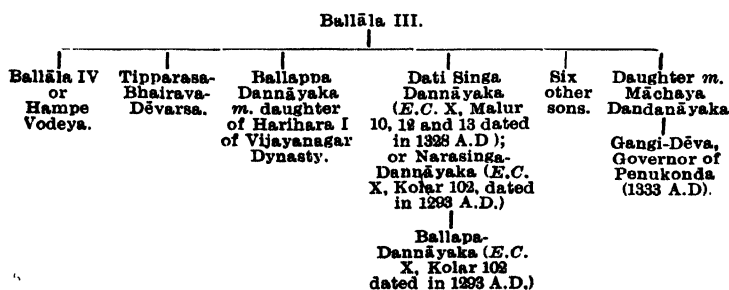 Ballāla III.
Ballāla IV
or
Hampe
Vodeya.
Tipparasa-
Bhairava-
Dēvarsa.
Ballappa
Dannāyaka
m. daughter
of Harihara I
of Vijayanagar
Dynasty.
Dati Singa
Dannāyaka
(E.C. X, Malur
10, 12 and 13 dated
in 1328 A.D );
or Narasinga-
Dannāyaka (E.C.
X, Kolar 102, dated
in 1293 A.D.)
Ballapa-
Dannāyaka (E.C.
X, Kolar 102
dated in 1293 A.D.)
Six
other
sons.
Daughter m.
Māchaya
Dandanāyaka
Gangi-Dēva,
Governor of
Penukonda
(1333 A.D).